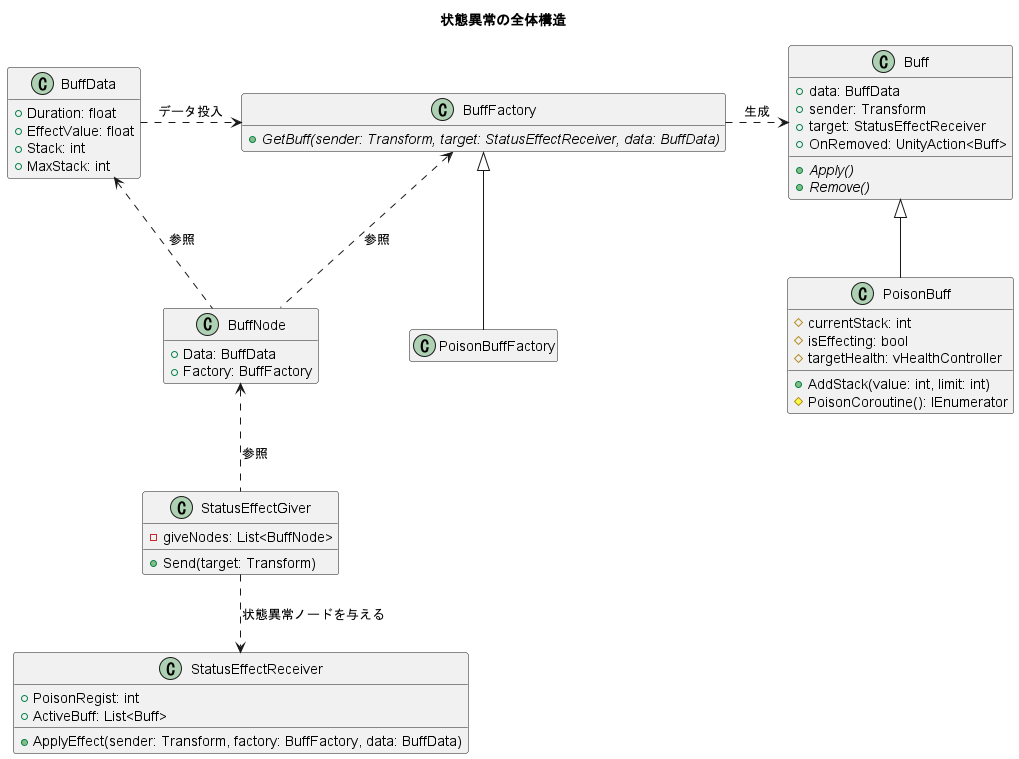 状態異常の全体構造
C BuffData
Duration: float
EffectValue: float
Stack: int
MaxStack: int
データ投入
C BuffFactory
GetBuff(sender: Transform, target: StatusEffectReceiver, data: BuffData)
生成
C Buff
data: BuffData
sender: Transform
target: StatusEffectReceiver
OnRemoved: UnityAction<Buff>
Apply()
Remove()
参照
参照
C BuffNode
Data: BuffData
Factory: BuffFactory
C PoisonBuffFactory
C PoisonBuff
currentStack: int
isEffecting: bool
targetHealth: vHealthController
AddStack(value: int, limit: int)
PoisonCoroutine(): IEnumerator
参照
C StatusEffectGiver
giveNodes: List<BuffNode>
Send(target: Transform)
状態異常ノードを与える
C StatusEffectReceiver
PoisonRegist: int
ActiveBuff: List<Buff>
ApplyEffect(sender: Transform, factory: BuffFactory, data: BuffData)